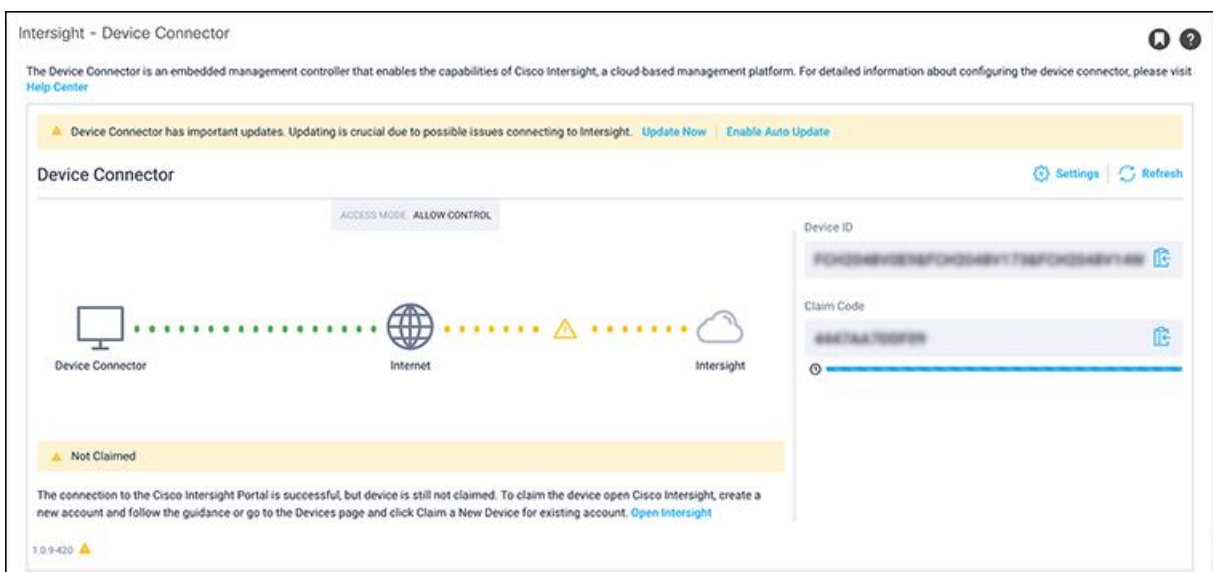 Intersight - Device Connector
The Device Connector is an embedded management controller that enables the capabilities of Cisco Intersight, a cloud-based management platform. For detailed information about configuring the device connector, please visit
Help Center
Device Connector has important updates. Updating is crucial due to possible issues connecting to Intersight. Update Now | Enable Auto Update
Device Connector
Settings | Refresh
ACCESS MODE ALLOW CONTROL
Device ID
Claim Code
Device Connector
Internet
Intersight
Not Claimed
The connection to the Cisco Intersight Portal is successful, but device is still not claimed. To claim the device open Cisco Intersight, create a
new account and follow the guidance or go to the Devices page and click Claim a New Device for existing account. Open Intersight
1.0.9-420